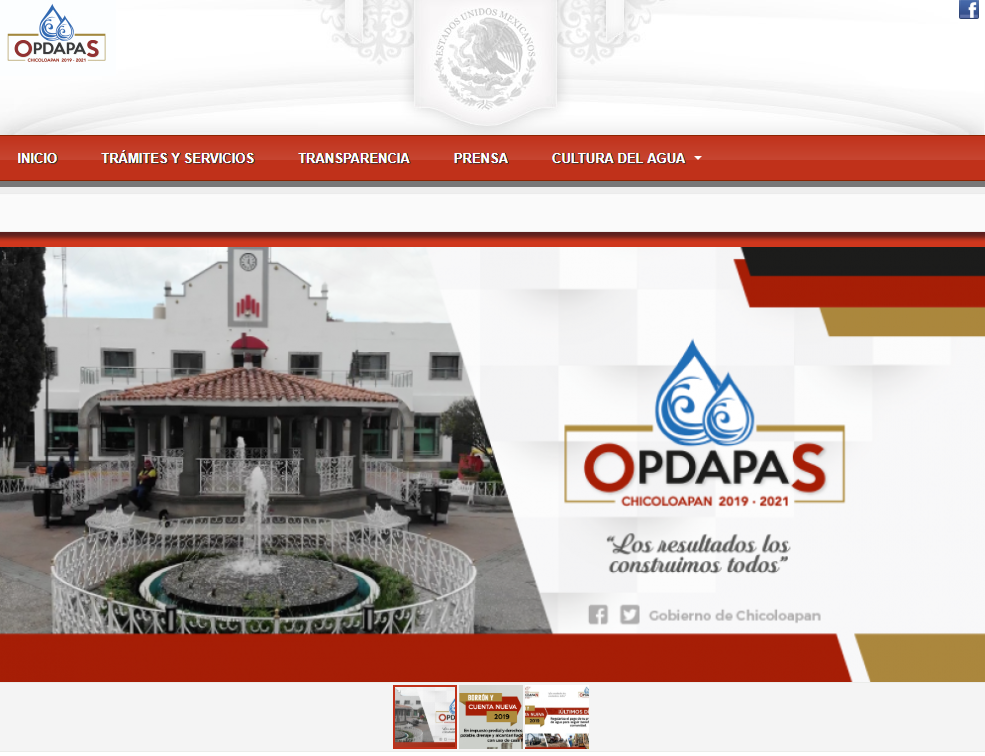 OPDAPAS
CHICOLOAPAN 2019 - 2021
ESTADOS UNIDOS MEXICANOS
INICIO TRÁMITES Y SERVICIOS TRANSPARENCIA PRENSA CULTURA DEL AGUA
OPDAPAS
CHICOLOAPAN 2019 - 2021
“Los resultados los
construimos todos”
Gobierno de Chicoloapan
BORRÓN Y
CUENTA NUEVA
2019